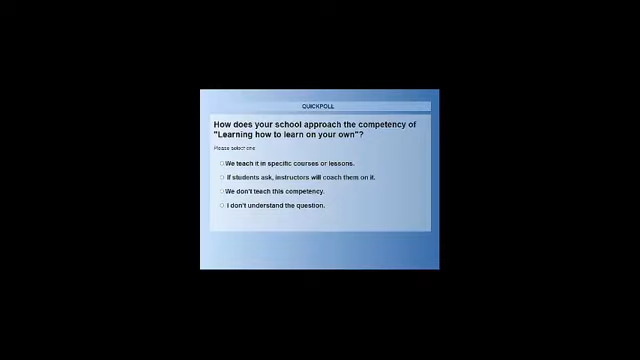 QUICKPOLL
How does your school approach the competency of
"Learning how to learn on your own"?
Please select one
We teach it in specific courses or lessons.
If students ask, instructors will coach them on it.
We don't teach this competency.
I don't understand the question.